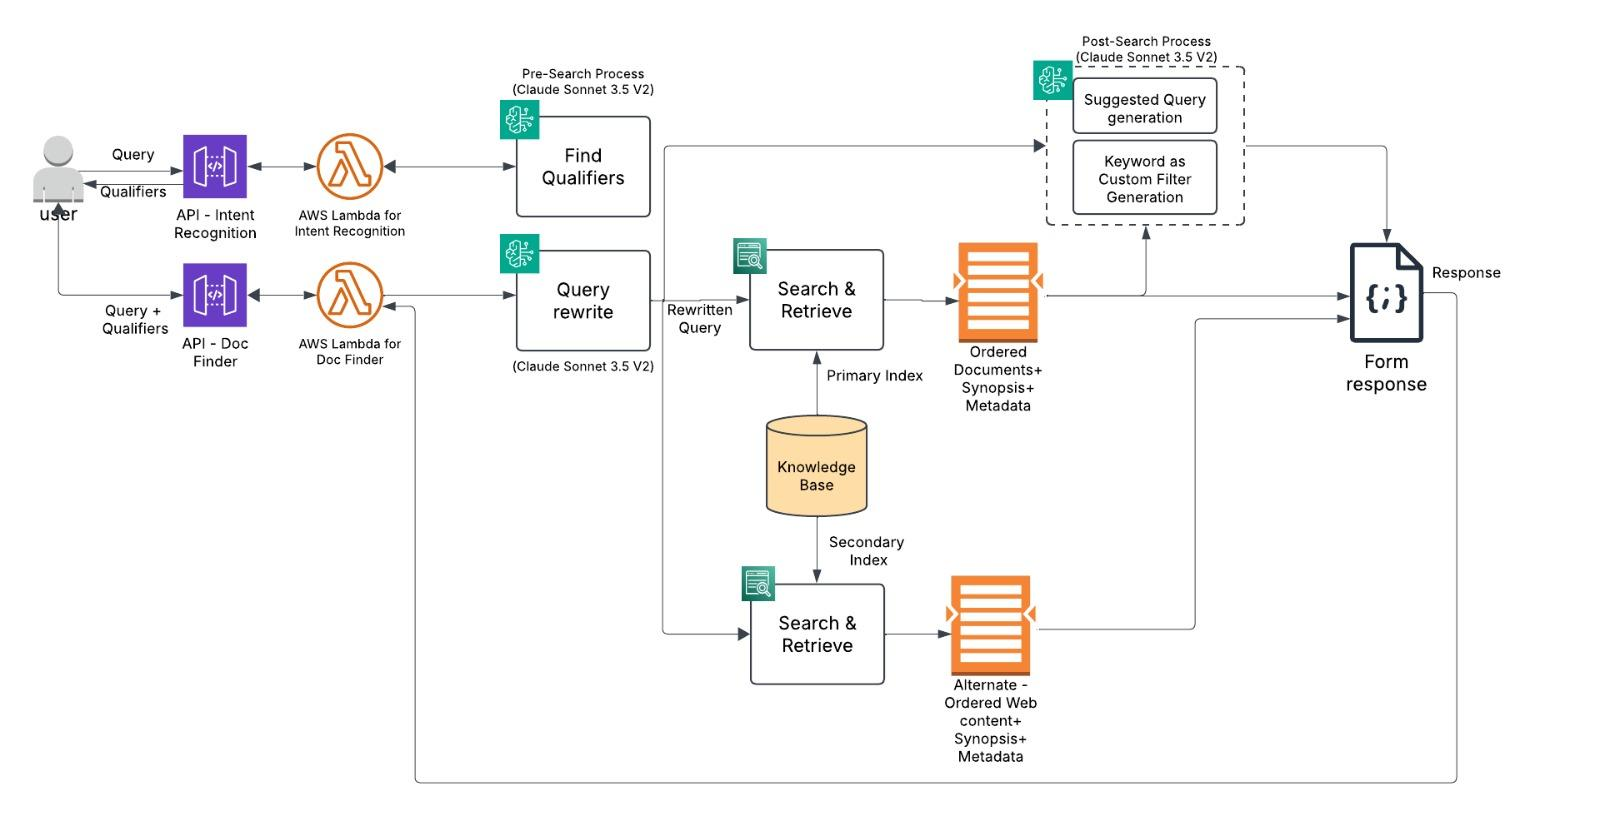 Post-Search Process
(Claude Sonnet 3.5 V2)
Suggested Query
generation
Keyword as
Custom Filter
Generation
Pre-Search Process
(Claude Sonnet 3.5 V2)
Find
Qualifiers
Query
Qualifiers
user
API - Intent
Recognition
AWS Lambda for
Intent Recognition
Query +
Qualifiers
API - Doc
Finder
AWS Lambda for
Doc Finder
Query
rewrite
(Claude Sonnet 3.5 V2)
Rewritten
Query
Search &
Retrieve
Primary Index
Ordered
Documents+
Synopsis+
Metadata
{;}
Form
response
Response
Knowledge
Base
Secondary
Index
Search &
Retrieve
Alternate -
Ordered Web
content+
Synopsis+
Metadata